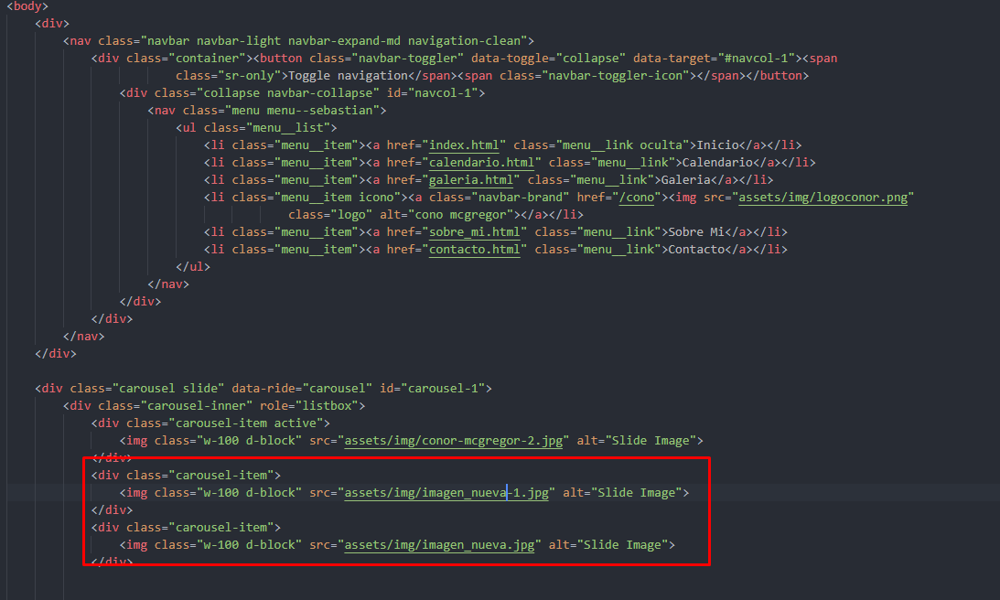 <body>
<div>
<nav class="navbar navbar-light navbar-expand-md navigation-clean">
<div class="container"><button class="navbar-toggler" data-toggle="collapse" data-target="#navcol-1"><span
class="sr-only">Toggle navigation</span><span class="navbar-toggler-icon"></span></button>
<div class="collapse navbar-collapse" id="navcol-1">
<nav class="menu menu--sebastian">
<ul class="menu__list">
<li class="menu__item"><a href="index.html" class="menu__link oculta">Inicio</a></li>
<li class="menu__item"><a href="calendario.html" class="menu__link">Calendario</a></li>
<li class="menu__item"><a href="galeria.html" class="menu__link">Galeria</a></li>
<li class="menu__item icono"><a class="navbar-brand" href="/cono"><img src="assets/img/logoconor.png"
class="logo" alt="cono mcgregor"></a></li>
<li class="menu__item"><a href="sobre_mi.html" class="menu__link">Sobre Mi</a></li>
<li class="menu__item"><a href="contacto.html" class="menu__link">Contacto</a></li>
</ul>
</nav>
</div>
</div>
</nav>
</div>
<div class="carousel slide" data-ride="carousel" id="carousel-1">
<div class="carousel-inner" role="listbox">
<div class="carousel-item active">
<img class="w-100 d-block" src="assets/img/conor-mcgregor-2.jpg" alt="Slide Image">
</div>
<div class="carousel-item">
<img class="w-100 d-block" src="assets/img/imagen_nueva-1.jpg" alt="Slide Image">
</div>
<div class="carousel-item">
<img class="w-100 d-block" src="assets/img/imagen_nueva.jpg" alt="Slide Image">
</div>